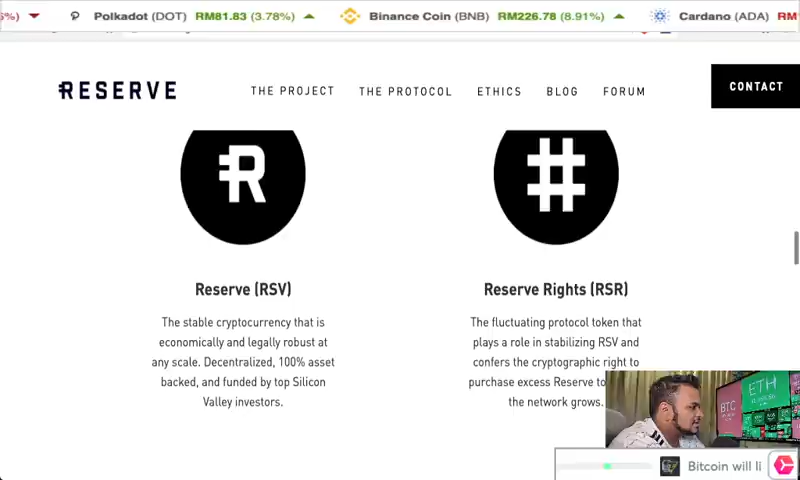 Polkadot (DOT) RM81.83 (3.78%) Binance Coin (BNB) RM226.78 (8.91%) Cardano (ADA) RM
RESERVE THE PROJECT THE PROTOCOL ETHICS BLOG FORUM CONTACT
Reserve (RSV)
The stable cryptocurrency that is
economically and legally robust at
any scale. Decentralized, 100% asset
backed, and funded by top Silicon
Valley investors.
Reserve Rights (RSR)
The fluctuating protocol token that
plays a role in stabilizing RSV and
confers the cryptographic right to
purchase excess Reserve to
the network grows.
BTC
ETH
Bitcoin will li